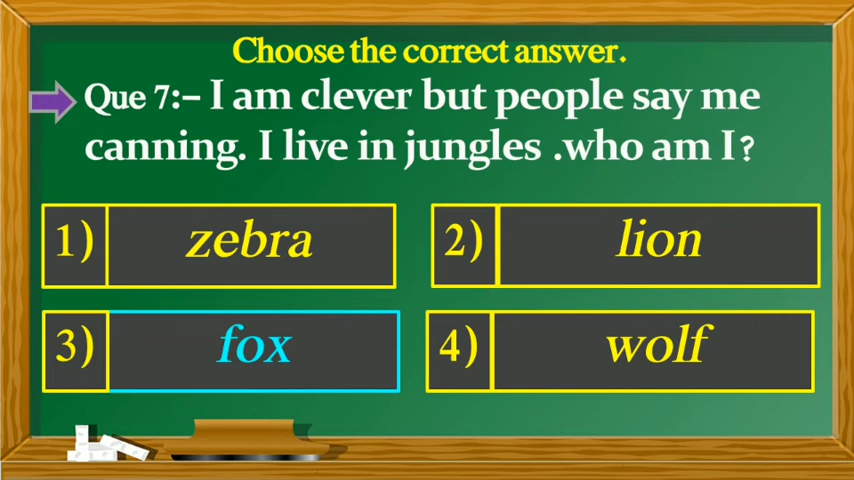 Choose the correct answer.
Que 7:– I am clever but people say me
canning. I live in jungles .who am I?
1) zebra
2) lion
3) fox
4) wolf